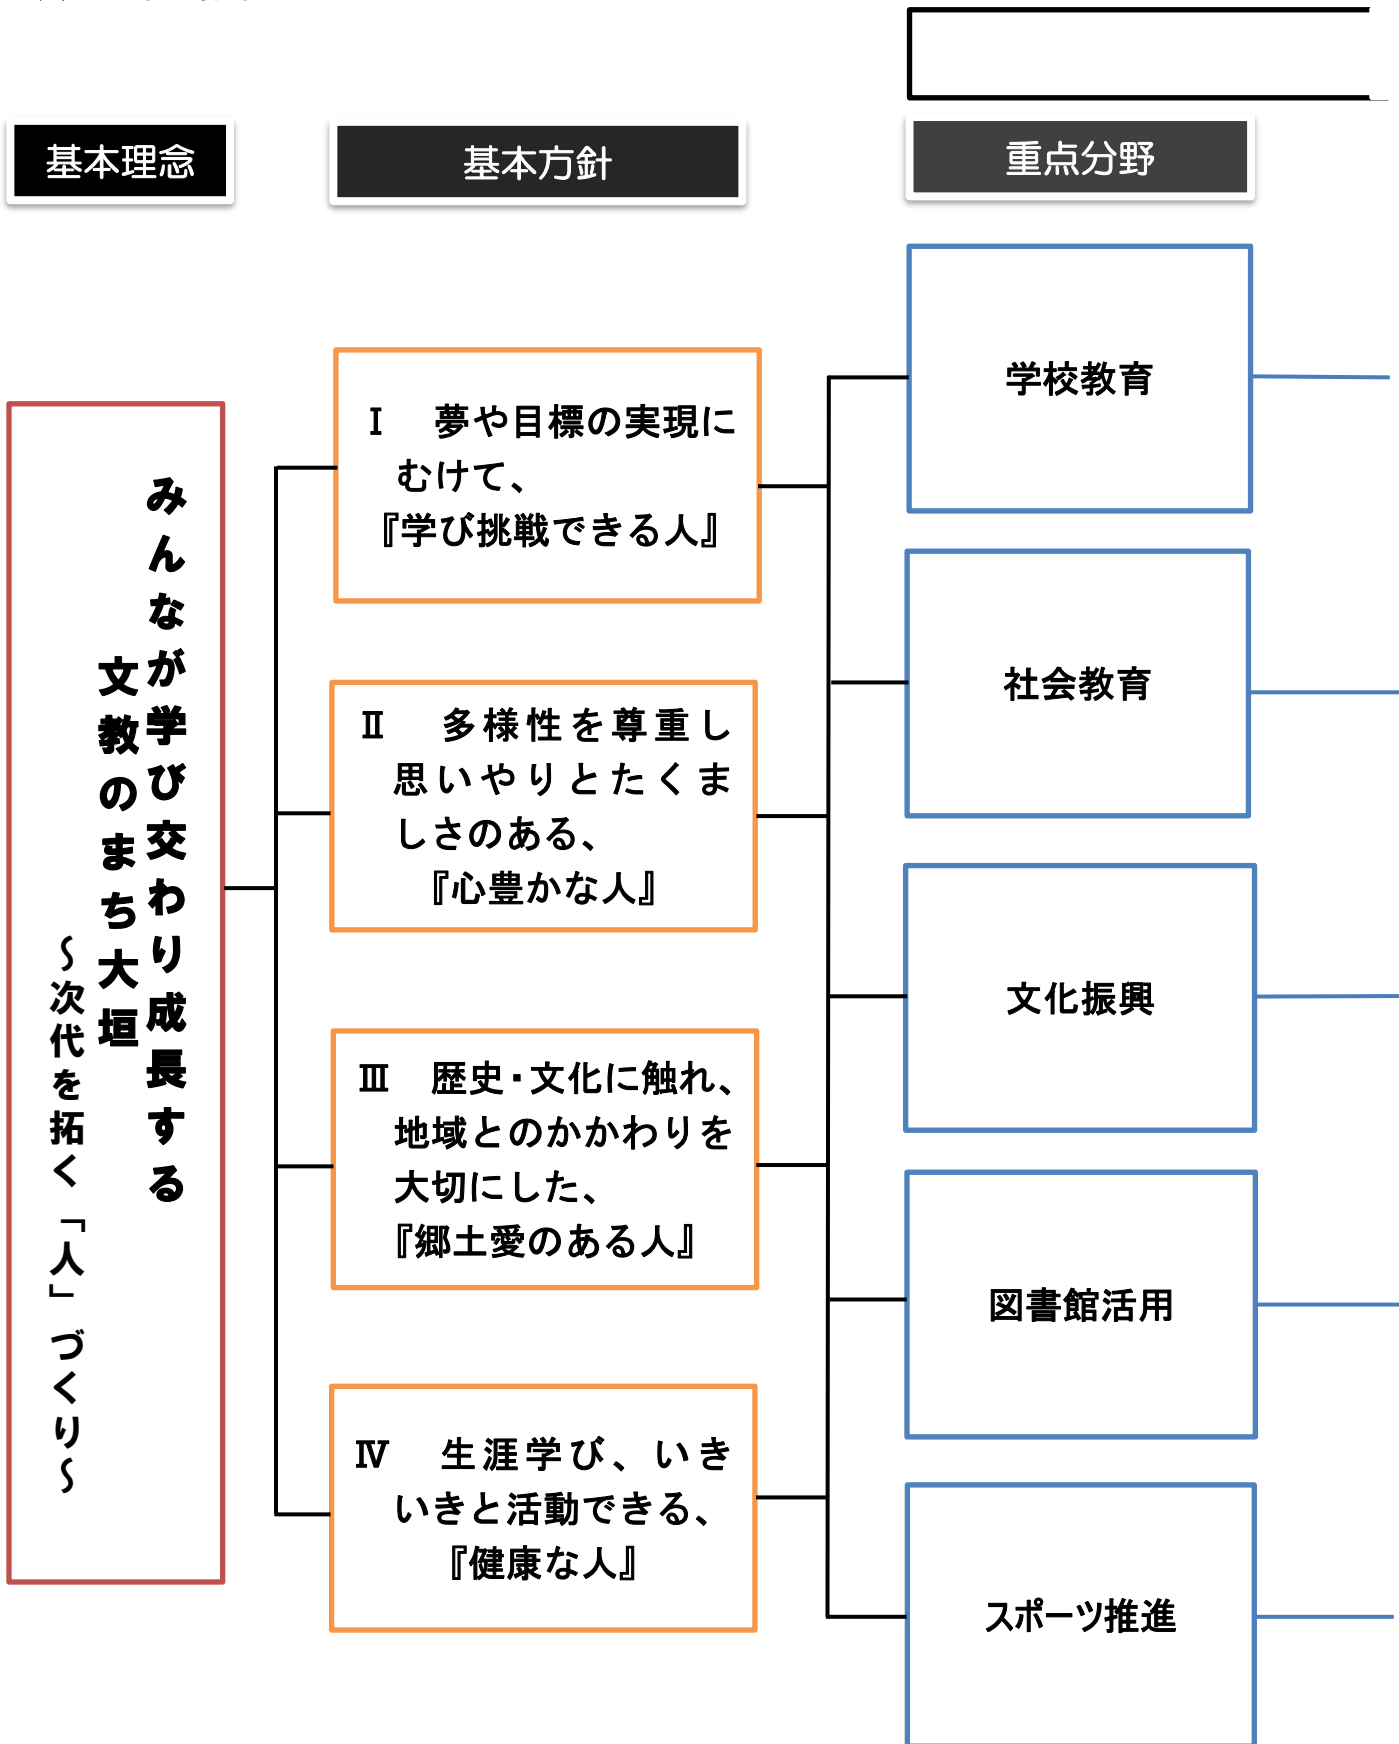 基本理念
基本方針
重点分野
みんなが学び交わり成長する
文教のまち大垣
～次代を拓く「人」づくり～
Ⅰ　夢や目標の実現に
むけて、
『学び挑戦できる人』
Ⅱ　多様性を尊重し
思いやりとたくま
しさのある、
『心豊かな人』
Ⅲ　歴史・文化に触れ、
地域とのかかわりを
大切にした、
『郷土愛のある人』
Ⅳ　生涯学び、いき
いきと活動できる、
『健康な人』
学校教育
社会教育
文化振興
図書館活用
スポーツ推進